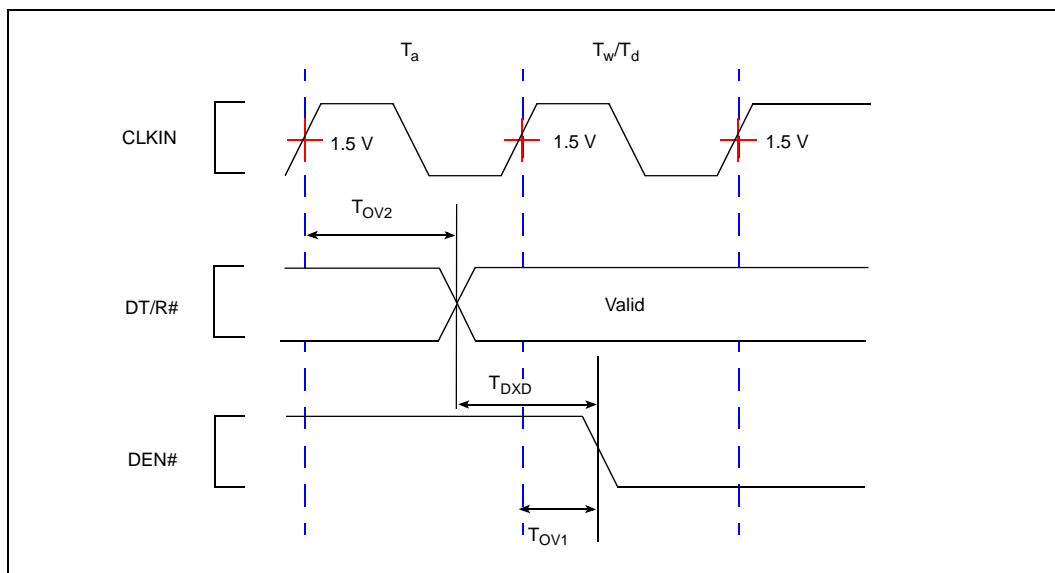 Ta
Tw/Td
CLKIN
1.5 V
1.5 V
1.5 V
TOV2
DT/R#
Valid
TDXD
DEN#
TOV1